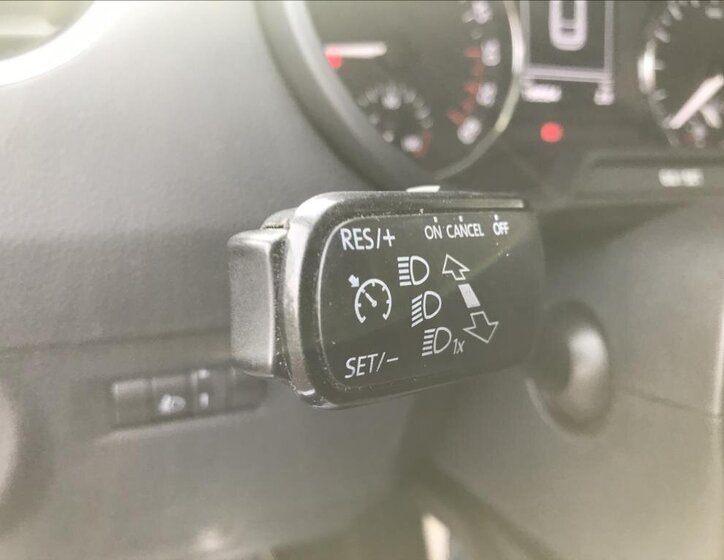 RES/+ ON CANCEL OFF
1x
SET/-